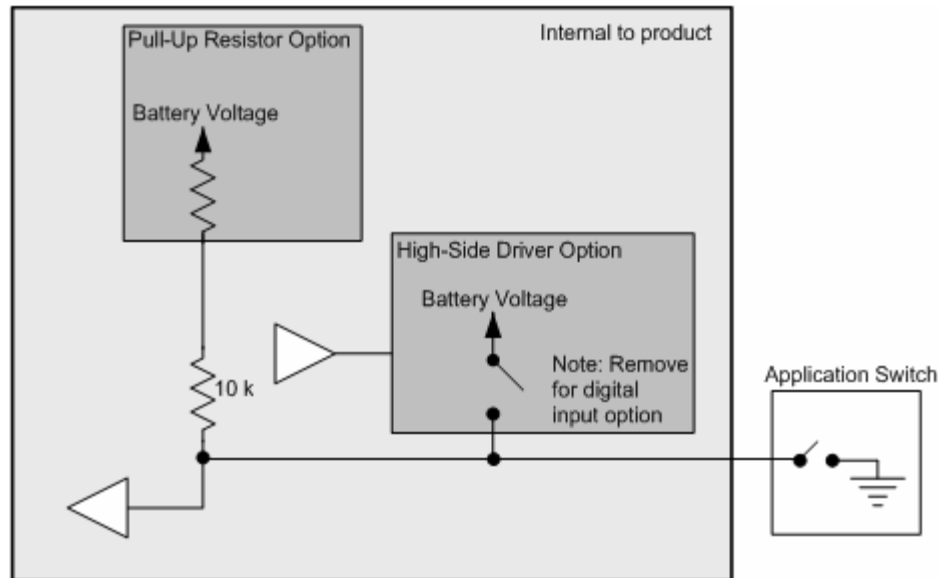 Pull-Up Resistor Option
Internal to product
Battery Voltage
High-Side Driver Option
Battery Voltage
Note: Remove
for digital
input option
10 k
Application Switch